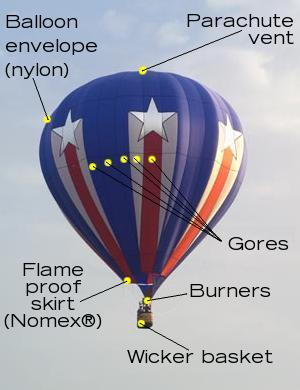 Balloon
envelope
(nylon)
Parachute
vent
Gores
Flame
proof
skirt
(Nomex®)
Burners
Wicker basket